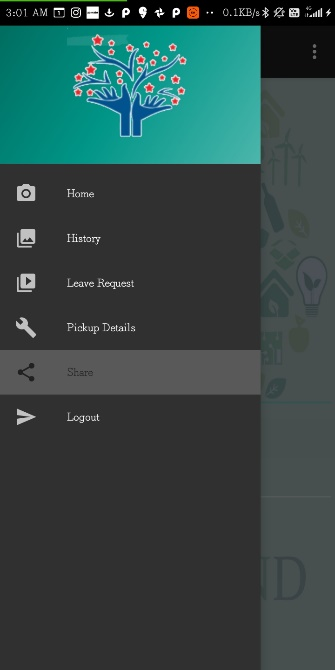 3:01 AM 0.1KB/s
Home
History
Leave Request
Pickup Details
Share
Logout
ND